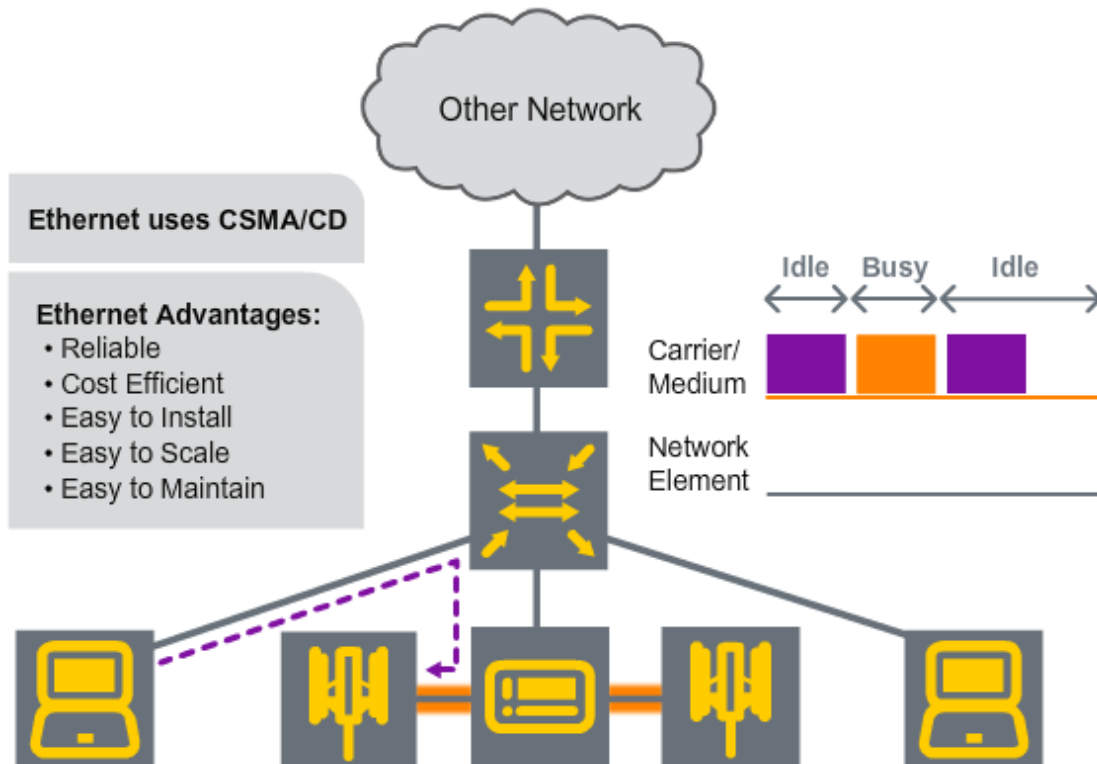 Other Network
Ethernet uses CSMA/CD
Ethernet Advantages:
• Reliable
• Cost Efficient
• Easy to Install
• Easy to Scale
• Easy to Maintain
Idle Busy Idle
Carrier/
Medium
Network
Element